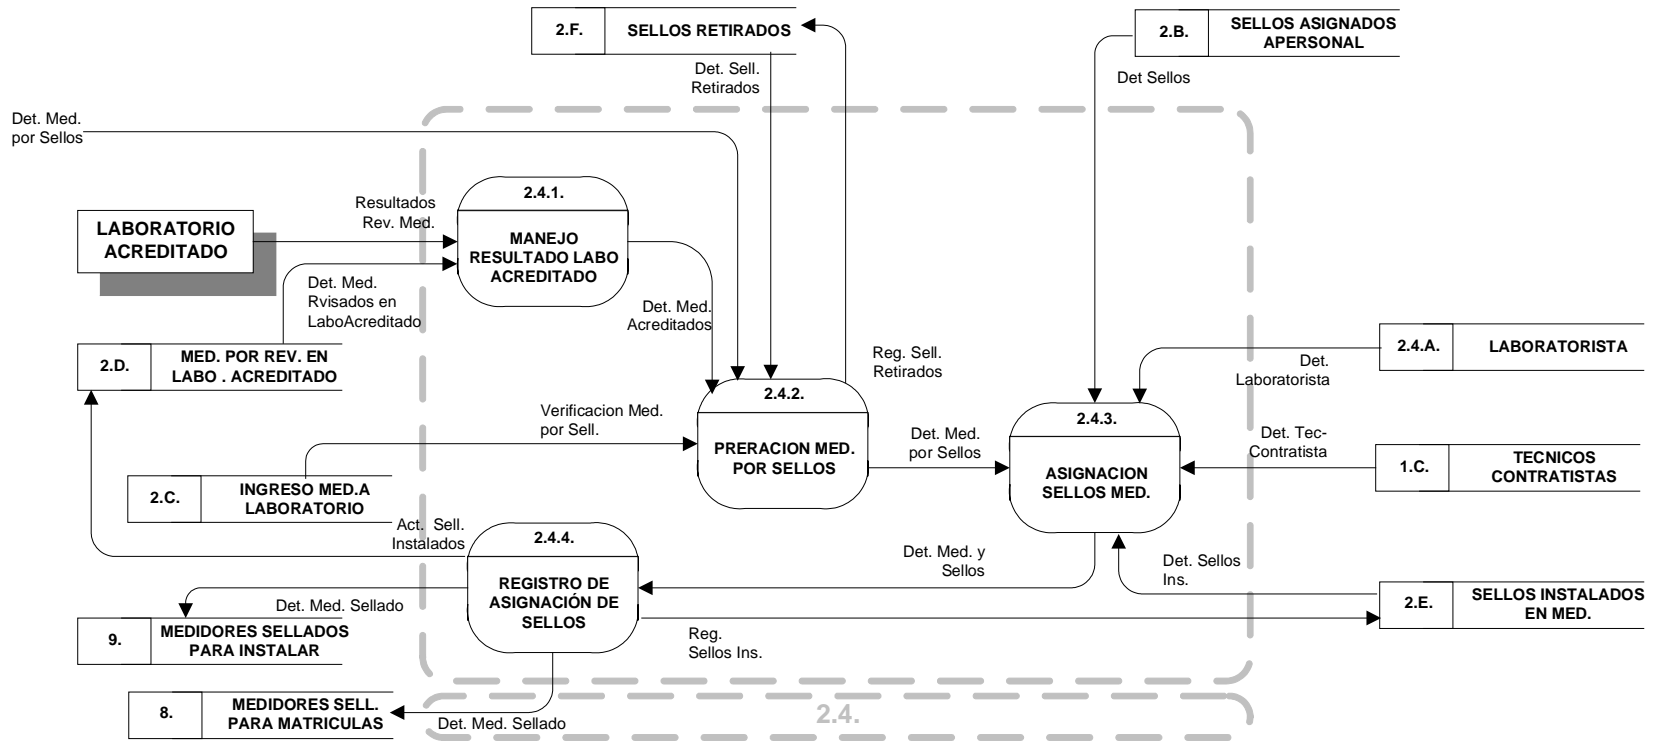 2.F.
SELLOS RETIRADOS
2.B.
SELLOS ASIGNADOS
APERSONAL
Det. Sell.
Retirados
Det Sellos
Det. Med.
por Sellos
LABORATORIO
ACREDITADO
Resultados
Rev. Med.
2.4.1.
MANEJO
RESULTADO LABO
ACREDITADO
Det. Med.
Rvisados en
LaboAcreditado
Det. Med.
Acreditados
2.D.
MED. POR REV. EN
LABO . ACREDITADO
Reg. Sell.
Retirados
2.4.A.
LABORATORISTA
Det.
Laboratorista
Verificacion Med.
por Sell.
2.4.2.
PRERACION MED.
POR SELLOS
Det. Med.
por Sellos
2.4.3.
ASIGNACION
SELLOS MED.
Det. Tec-
Contratista
1.C.
TECNICOS
CONTRATISTAS
2.C.
INGRESO MED.A
LABORATORIO
Act. Sell.
Instalados
2.4.4.
REGISTRO DE
ASIGNACIÓN DE
SELLOS
Det. Med. y
Sellos
Det. Sellos
Ins.
2.E.
SELLOS INSTALADOS
EN MED.
Det. Med. Sellado
9.
MEDIDORES SELLADOS
PARA INSTALAR
Reg.
Sellos Ins.
8.
MEDIDORES SELL.
PARA MATRICULAS
Det. Med. Sellado
2.4.